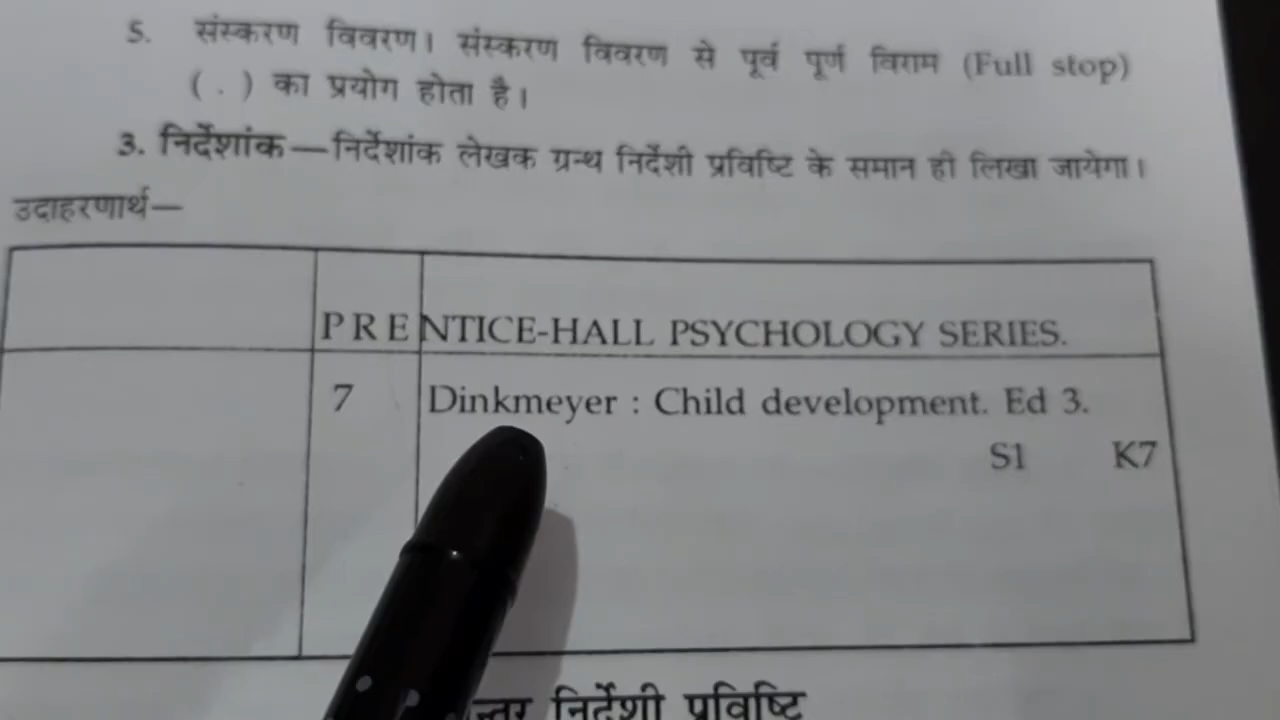 5. संस्करण विवरण। संस्करण विवरण से पूर्व पूर्ण विराम (Full stop)
( . ) का प्रयोग होता है।
3. निर्देशांक—निर्देशांक लेखक ग्रन्थ निर्देशी प्रविष्टि के समान ही लिखा जायेगा।
उदाहरणार्थ—
PRENTICE-HALL PSYCHOLOGY SERIES.
7 Dinkmeyer : Child development. Ed 3.
S1 K7
निर्देशी प्रविष्टि